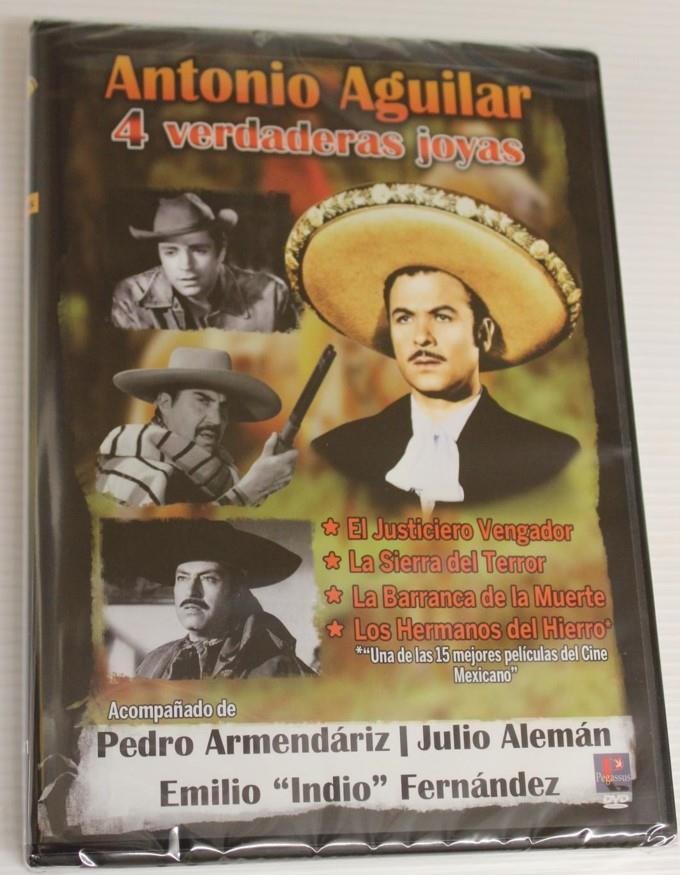 Antonio Aguilar
4 verdaderas joyas
★ El Justiciero Vengador
★ La Sierra del Terror
★ La Barranca de la Muerte
★ Los Hermanos del Hierro*
*“Una de las 15 mejores películas del Cine
Mexicano”
Acompañado de
Pedro Armendáriz | Julio Alemán
Emilio “Indio” Fernández
Pegassus
DVD